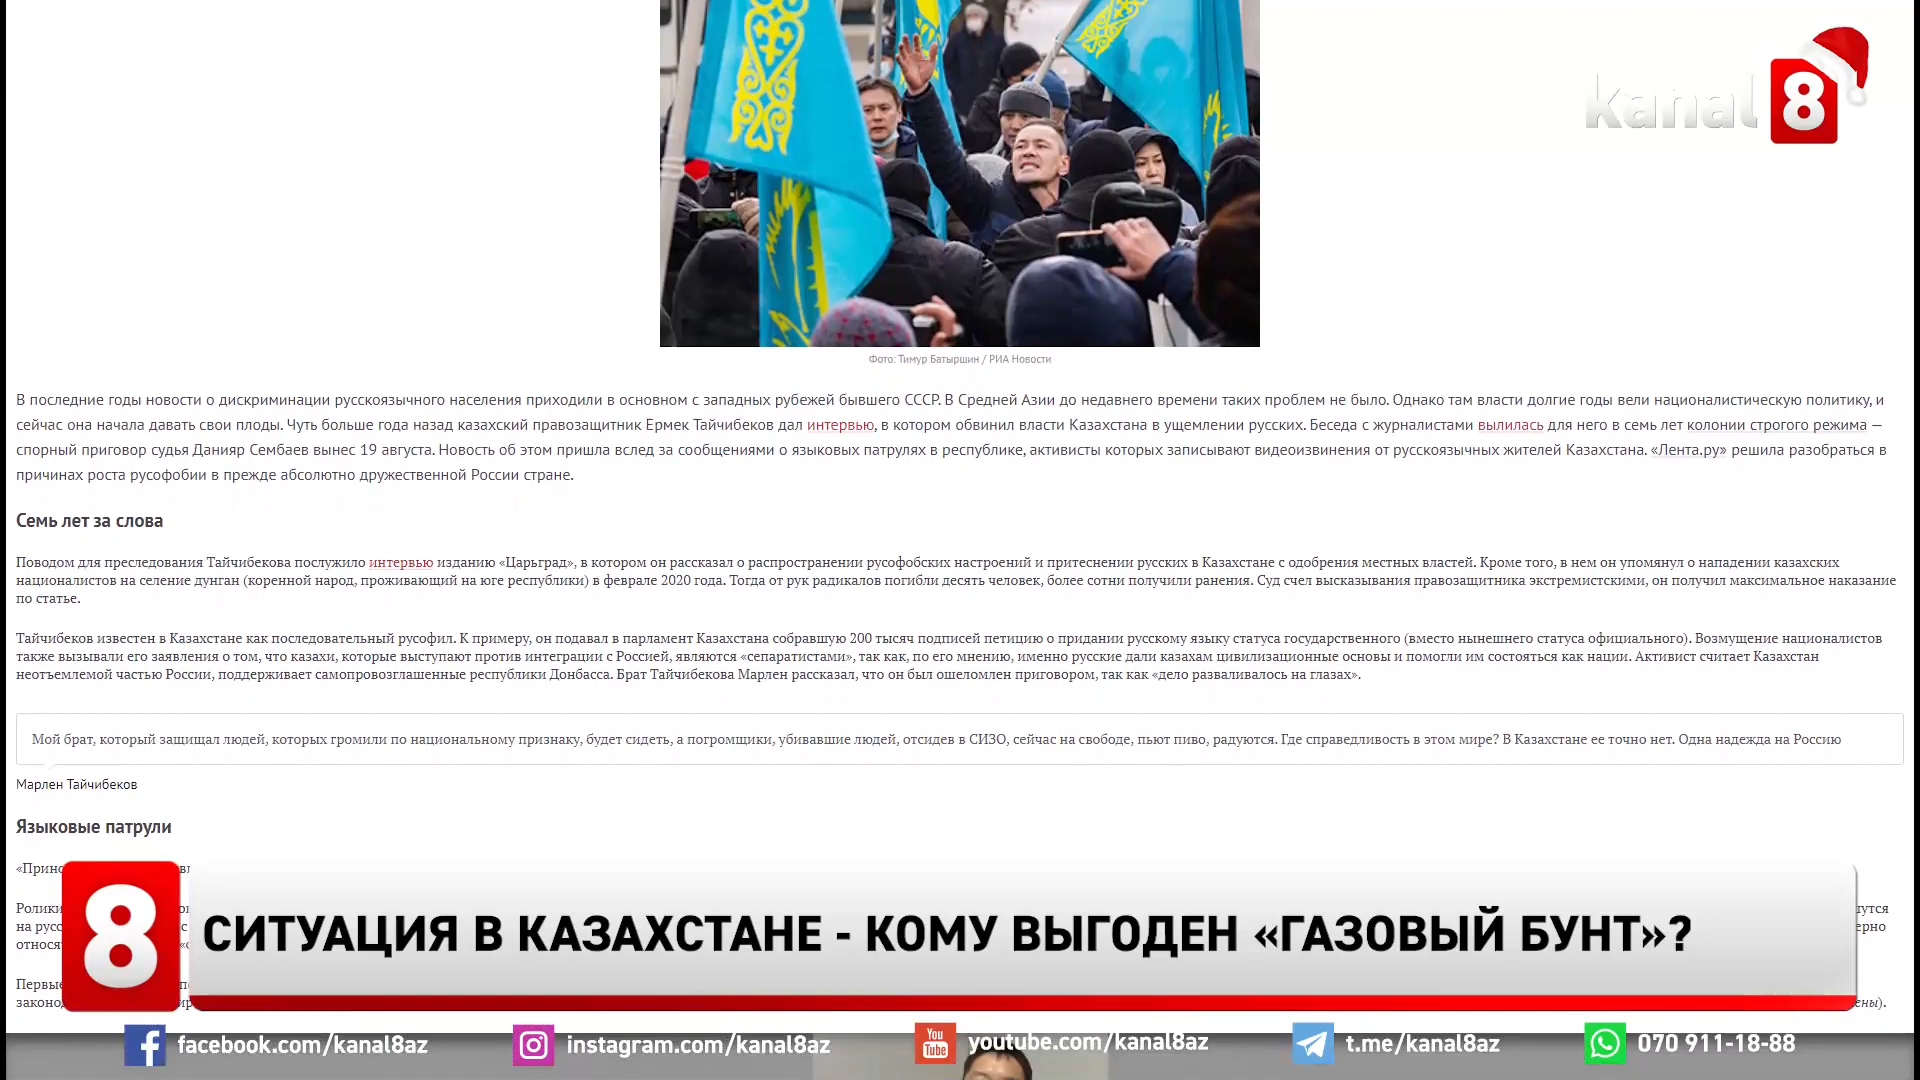 kanal 8
Фото: Тимур Батыршин / РИА Новости
В последние годы новости о дискриминации русскоязычного населения приходили в основном с западных рубежей бывшего СССР. В Средней Азии до недавнего времени таких проблем не было. Однако там власти долгие годы вели националистическую политику, и
сейчас она начала давать свои плоды. Чуть больше года назад казахский правозащитник Ермек Тайчибеков дал интервью, в котором обвинил власти Казахстана в ущемлении русских. Беседа с журналистами вылилась для него в семь лет колонии строгого режима —
спорный приговор судья Данияр Сембаев вынес 19 августа. Новость об этом пришла вслед за сообщениями о языковых патрулях в республике, активисты которых записывают видеоизвинения от русскоязычных жителей Казахстана. «Лента.ру» решила разобраться в
причинах роста русофобии в прежде абсолютно дружественной России стране.
Семь лет за слова
Поводом для преследования Тайчибекова послужило интервью изданию «Царьград», в котором он рассказал о распространении русофобских настроений и притеснении русских в Казахстане с одобрения местных властей. Кроме того, в нем он упомянул о нападении казахских
националистов на селение дунган (коренной народ, проживающий на юге республики) в феврале 2020 года. Тогда от рук радикалов погибли десять человек, более сотни получили ранения. Суд счел высказывания правозащитника экстремистскими, он получил максимальное наказание
по статье.
Тайчибеков известен в Казахстане как последовательный русофил. К примеру, он подавал в парламент Казахстана собравшую 200 тысяч подписей петицию о придании русскому языку статуса государственного (вместо нынешнего статуса официального). Возмущение националистов
также вызывали его заявления о том, что казахи, которые выступают против интеграции с Россией, являются «сепаратистами», так как, по его мнению, именно русские дали казахам цивилизационные основы и помогли им состояться как нации. Активист считает Казахстан
неотъемлемой частью России, поддерживает самопровозглашенные республики Донбасса. Брат Тайчибекова Марлен рассказал, что он был ошеломлен приговором, так как «дело разваливалось на глазах».
Мой брат, который защищал людей, которых громили по национальному признаку, будет сидеть, а погромщики, убивавшие людей, отсидев в СИЗО, сейчас на свободе, пьют пиво, радуются. Где справедливость в этом мире? В Казахстане ее точно нет. Одна надежда на Россию
Марлен Тайчибеков
Языковые патрули
Ролики
на русс
Первые
8 СИТУАЦИЯ В КАЗАХСТАНЕ - КОМУ ВЫГОДЕН «ГАЗОВЫЙ БУНТ»?
facebook.com/kanal8az instagram.com/kanal8az You Tube youtube.com/kanal8az t.me/kanal8az 070 911-18-88